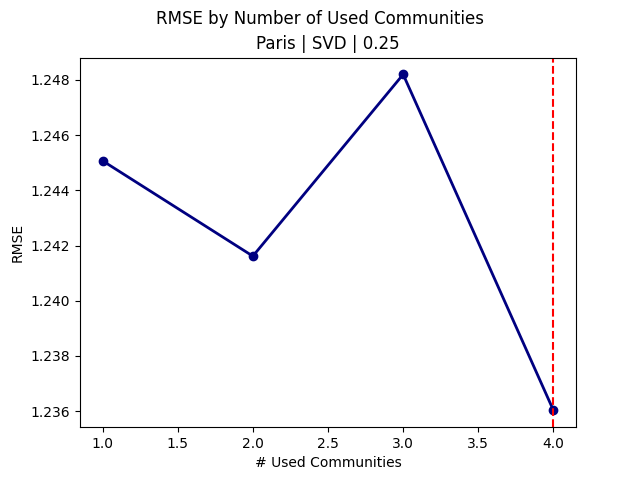 RMSE by Number of Used Communities
Paris | SVD | 0.25
1.248
1.246
1.244
1.242
1.240
1.238
1.236
RMSE
1.0 1.5 2.0 2.5 3.0 3.5 4.0
# Used Communities